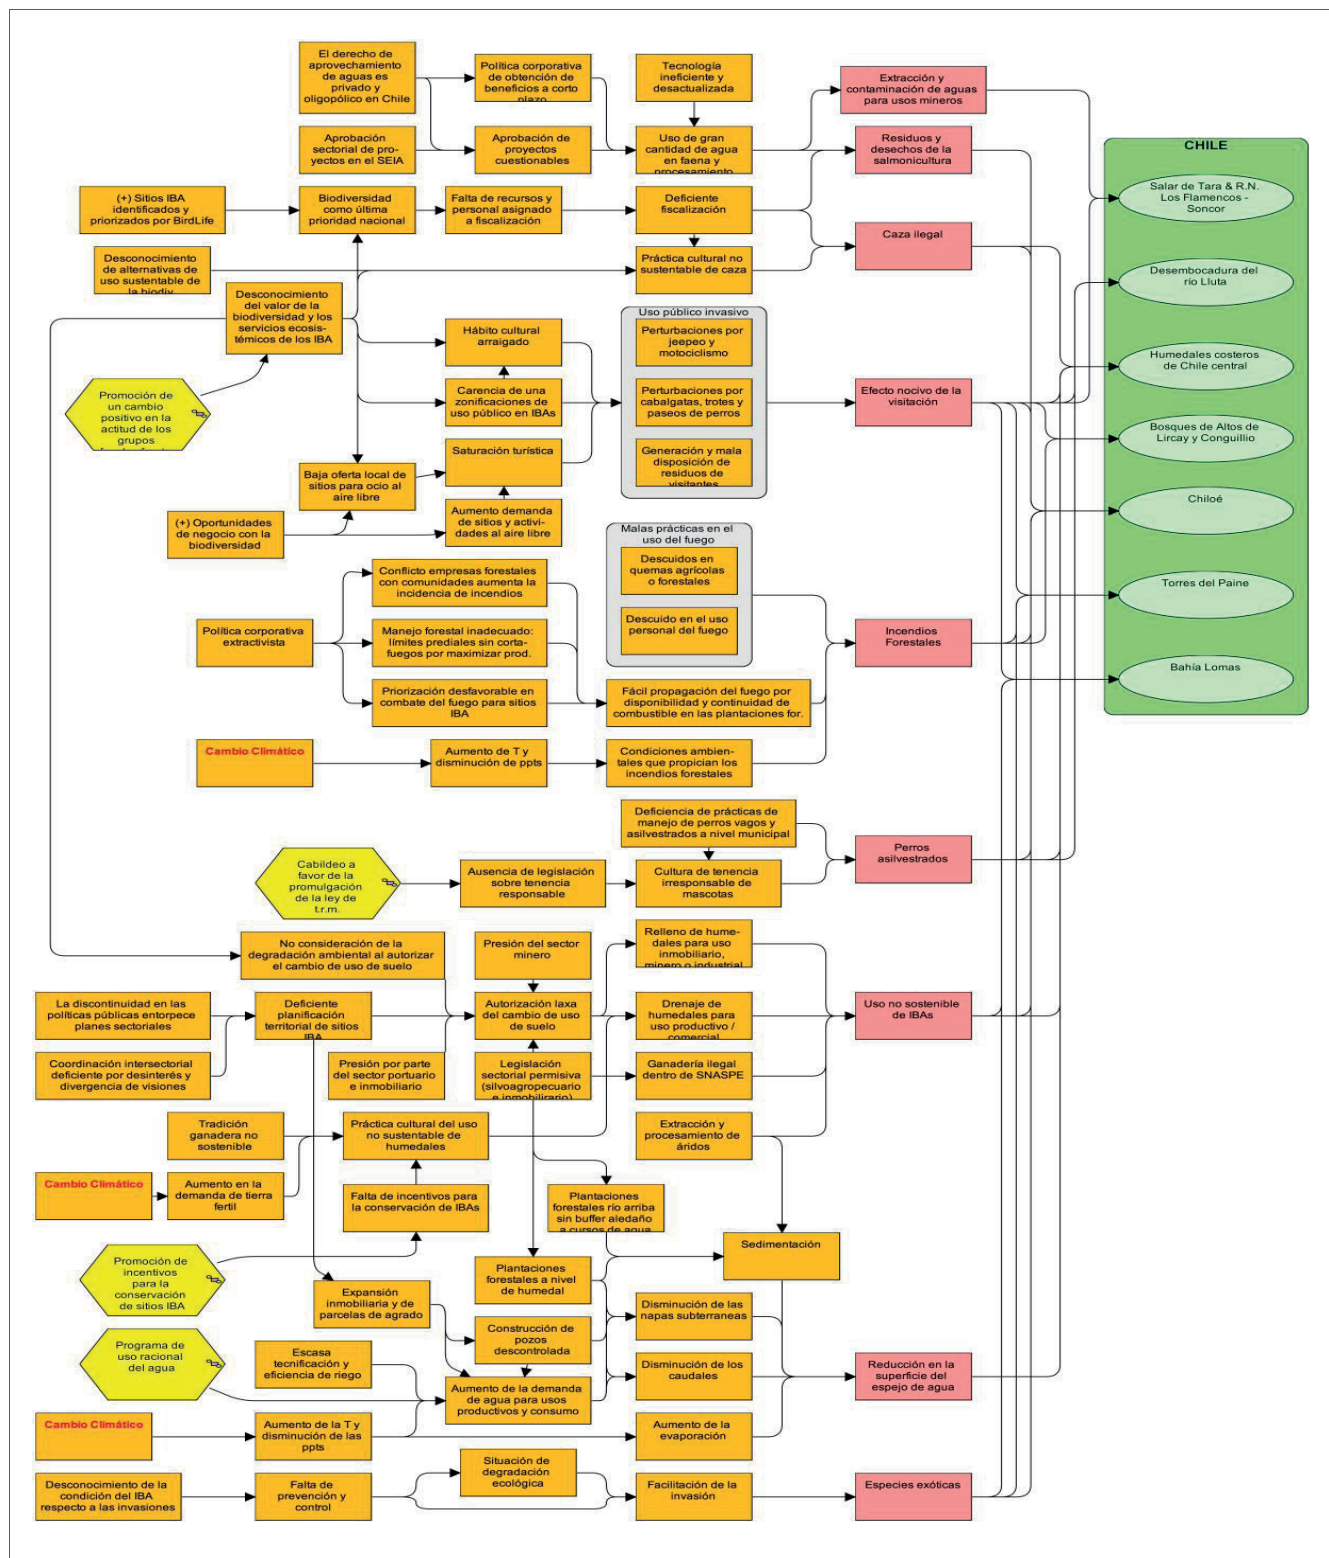 El derecho de
aprovechamiento
de aguas es
privado y
oligopólico en Chile
Política corporativa
de obtención de
beneficios a corto
plazo
Tecnología
ineficiente y
desactualizada
Extracción y
contaminación de aguas
para usos mineros
Aprobación
sectorial de pro-
yectos en el SEIA
Aprobación de
proyectos
cuestionables
Uso de gran
cantidad de agua
en faena y
procesamiento
Residuos y
desechos de la
salmonicultura
CHILE
Salar de Tara & R.N.
Los Flamencos -
Soncor
Desembocadura del
río Lluta
Humedales costeros
de Chile central
Bosques de Altos de
Lircay y Conguillio
Chiloé
Torres del Paine
Bahía Lomas
(+) Sitios IBA
identificados y
priorizados por BirdLife
Biodiversidad
como última
prioridad nacional
Falta de recursos y
personal asignado
a fiscalización
Deficiente
fiscalización
Caza ilegal
Desconocimiento
de alternativas de
uso sustentable de
la biodiv
Práctica cultural no
sustentable de caza
Desconocimiento
del valor de la
biodiversidad y los
servicios ecosis-
témicos de los IBA
Promoción de
un cambio
positivo en la
actitud de los
grupos
Hábito cultural
arraigado
Carencia de una
zonificaciones de
uso público en IBAs
Saturación turística
Baja oferta local de
sitios para ocio al
aire libre
(+) Oportunidades
de negocio con la
biodiversidad
Aumento demanda
de sitios y activi-
dades al aire libre
Uso público invasivo
Perturbaciones por
jeepeo y
motociclismo
Perturbaciones por
cabalgatas, trotes y
paseos de perros
Generación y mala
disposición de
residuos de
visitantes
Efecto nocivo de la
visitación
Malas prácticas en el
uso del fuego
Descuidos en
quemas agrícolas
o forestales
Descuido en el uso
personal del fuego
Incendios
Forestales
Política corporativa
extractivista
Conflicto empresas forestales
con comunidades aumenta la
incidencia de incendios
Manejo forestal inadecuado:
límites prediales sin corta-
fuegos por maximizar prod.
Priorización desfavorable en
combate del fuego para sitios
IBA
Fácil propagación del fuego por
disponibilidad y continuidad de
combustible en las plantaciones for.
Cambio Climático
Aumento de T y
disminución de ppts
Condiciones ambien-
tales que propician los
incendios forestales
Deficiencia de prácticas de
manejo de perros vagos y
asilvestrados a nivel municipal
Cabildeo a
favor de la
promulgación
de la ley de
t.r.m.
Ausencia de legislación
sobre tenencia
responsable
Cultura de tenencia
irresponsable de
mascotas
Perros
asilvestrados
No consideración de la
degradación ambiental al autorizar
el cambio de uso de suelo
Presión del sector
minero
Relleno de hume-
dales para uso
inmobiliario,
minero o industrial
La discontinuidad en las
políticas públicas entorpece
planes sectoriales
Deficiente
planificación
territorial de sitios
IBA
Autorización laxa
del cambio de uso
de suelo
Drenaje de
humedales para
uso productivo /
comercial
Uso no sostenible
de IBAs
Coordinación intersectorial
deficiente por desinterés y
divergencia de visiones
Presión por parte
del sector portuario
e inmobiliario
Legislación
sectorial permisiva
(silvoagropecuario
e inmobilirario)
Ganadería ilegal
dentro de SNASPE
Tradición
ganadera no
sostenible
Práctica cultural del uso
no sustentable de
humedales
Extracción y
procesamiento de
áridos
Cambio Climático
Aumento en la
demanda de tierra
fertil
Falta de incentivos para
la conservación de IBAs
Plantaciones
forestales río arriba
sin buffer aledaño
a cursos de agua
Sedimentación
Promoción de
incentivos
para la
conservación
de sitios IBA
Expansión
inmobiliaria y de
parcelas de agrado
Plantaciones
forestales a nivel
de humedal
Disminución de las
napas subterraneas
Construcción de
pozos
descontrolada
Programa de
uso racional
del agua
Escasa
tecnificación y
eficiencia de riego
Aumento de la demanda
de agua para usos
productivos y consumo
Disminución de los
caudales
Reducción en la
superficie del
espejo de agua
Cambio Climático
Aumento de la T y
disminución de las
ppts
Aumento de la
evaporación
Desconocimiento de la
condición del IBA
respecto a las invasiones
Falta de
prevención y
control
Situación de
degradación
ecológica
Facilitación de la
invasión
Especies exóticas